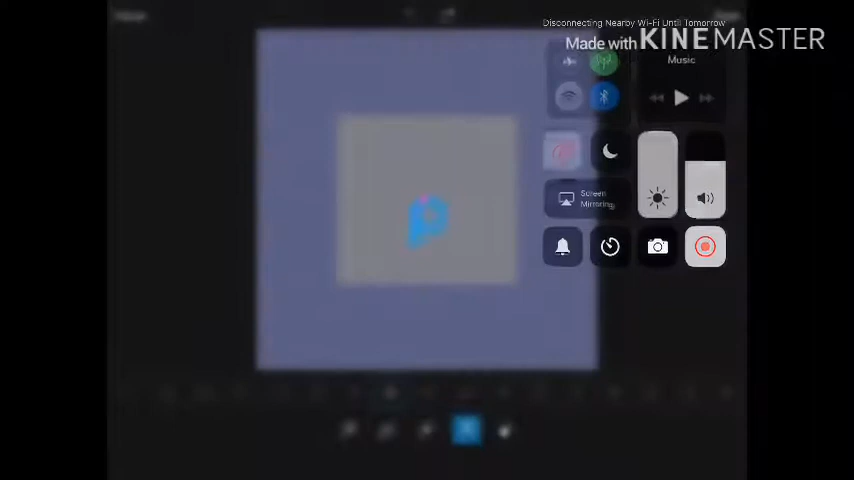 Disconnecting Nearby Wi-Fi Until Tomorrow
Made with KINEMASTER
Music
Screen
Mirroring